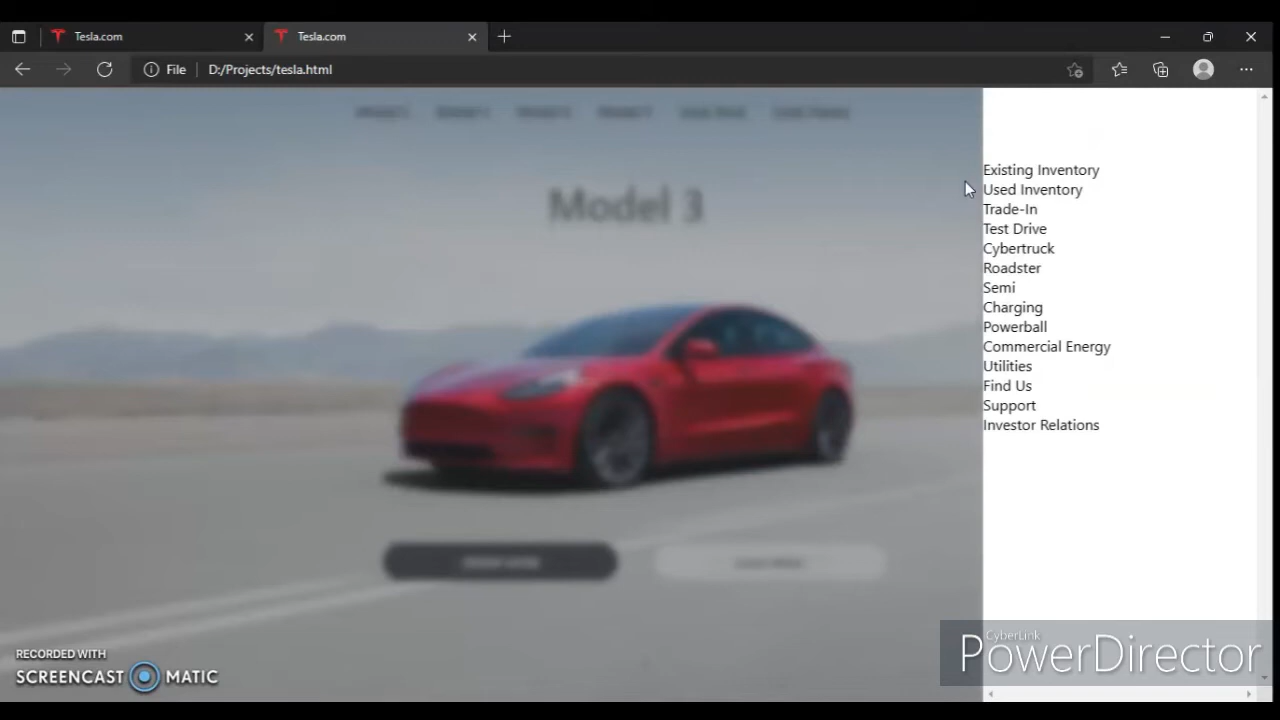 Tesla.com
Tesla.com
File D:/Projects/tesla.html
Model 3
Existing Inventory
Used Inventory
Trade-In
Test Drive
Cybertruck
Roadster
Semi
Charging
Powerball
Commercial Energy
Utilities
Find Us
Support
Investor Relations
RECORDED WITH
SCREENCAST MATIC
CyberLink
PowerDirector